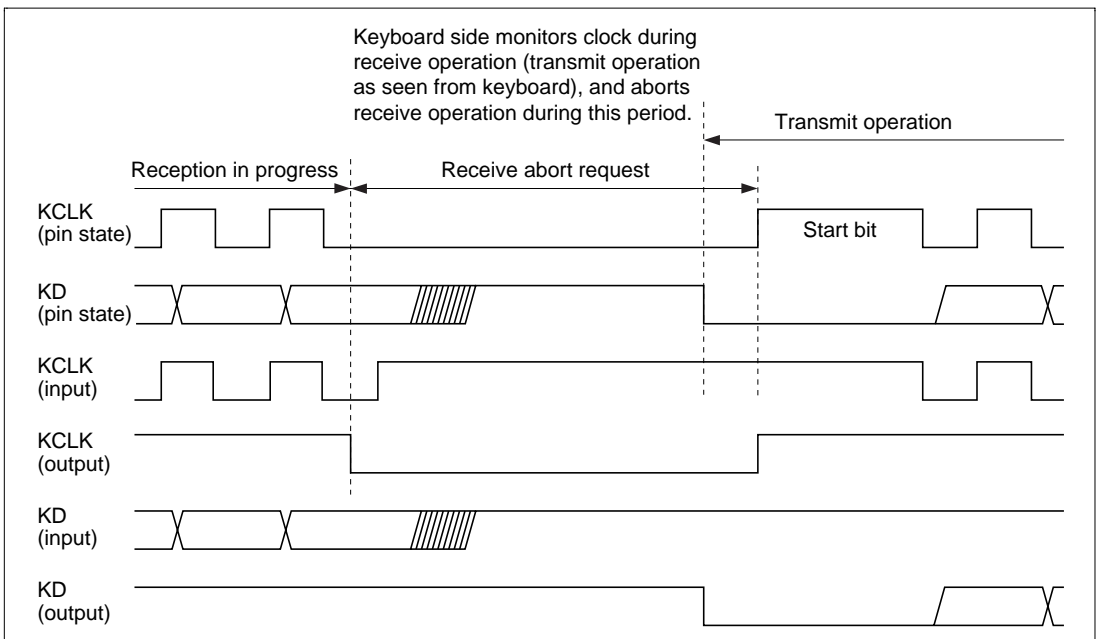 Keyboard side monitors clock during
receive operation (transmit operation
as seen from keyboard), and aborts
receive operation during this period.
Transmit operation
Reception in progress
Receive abort request
KCLK
(pin state)
Start bit
KD
(pin state)
KCLK
(input)
KCLK
(output)
KD
(input)
KD
(output)